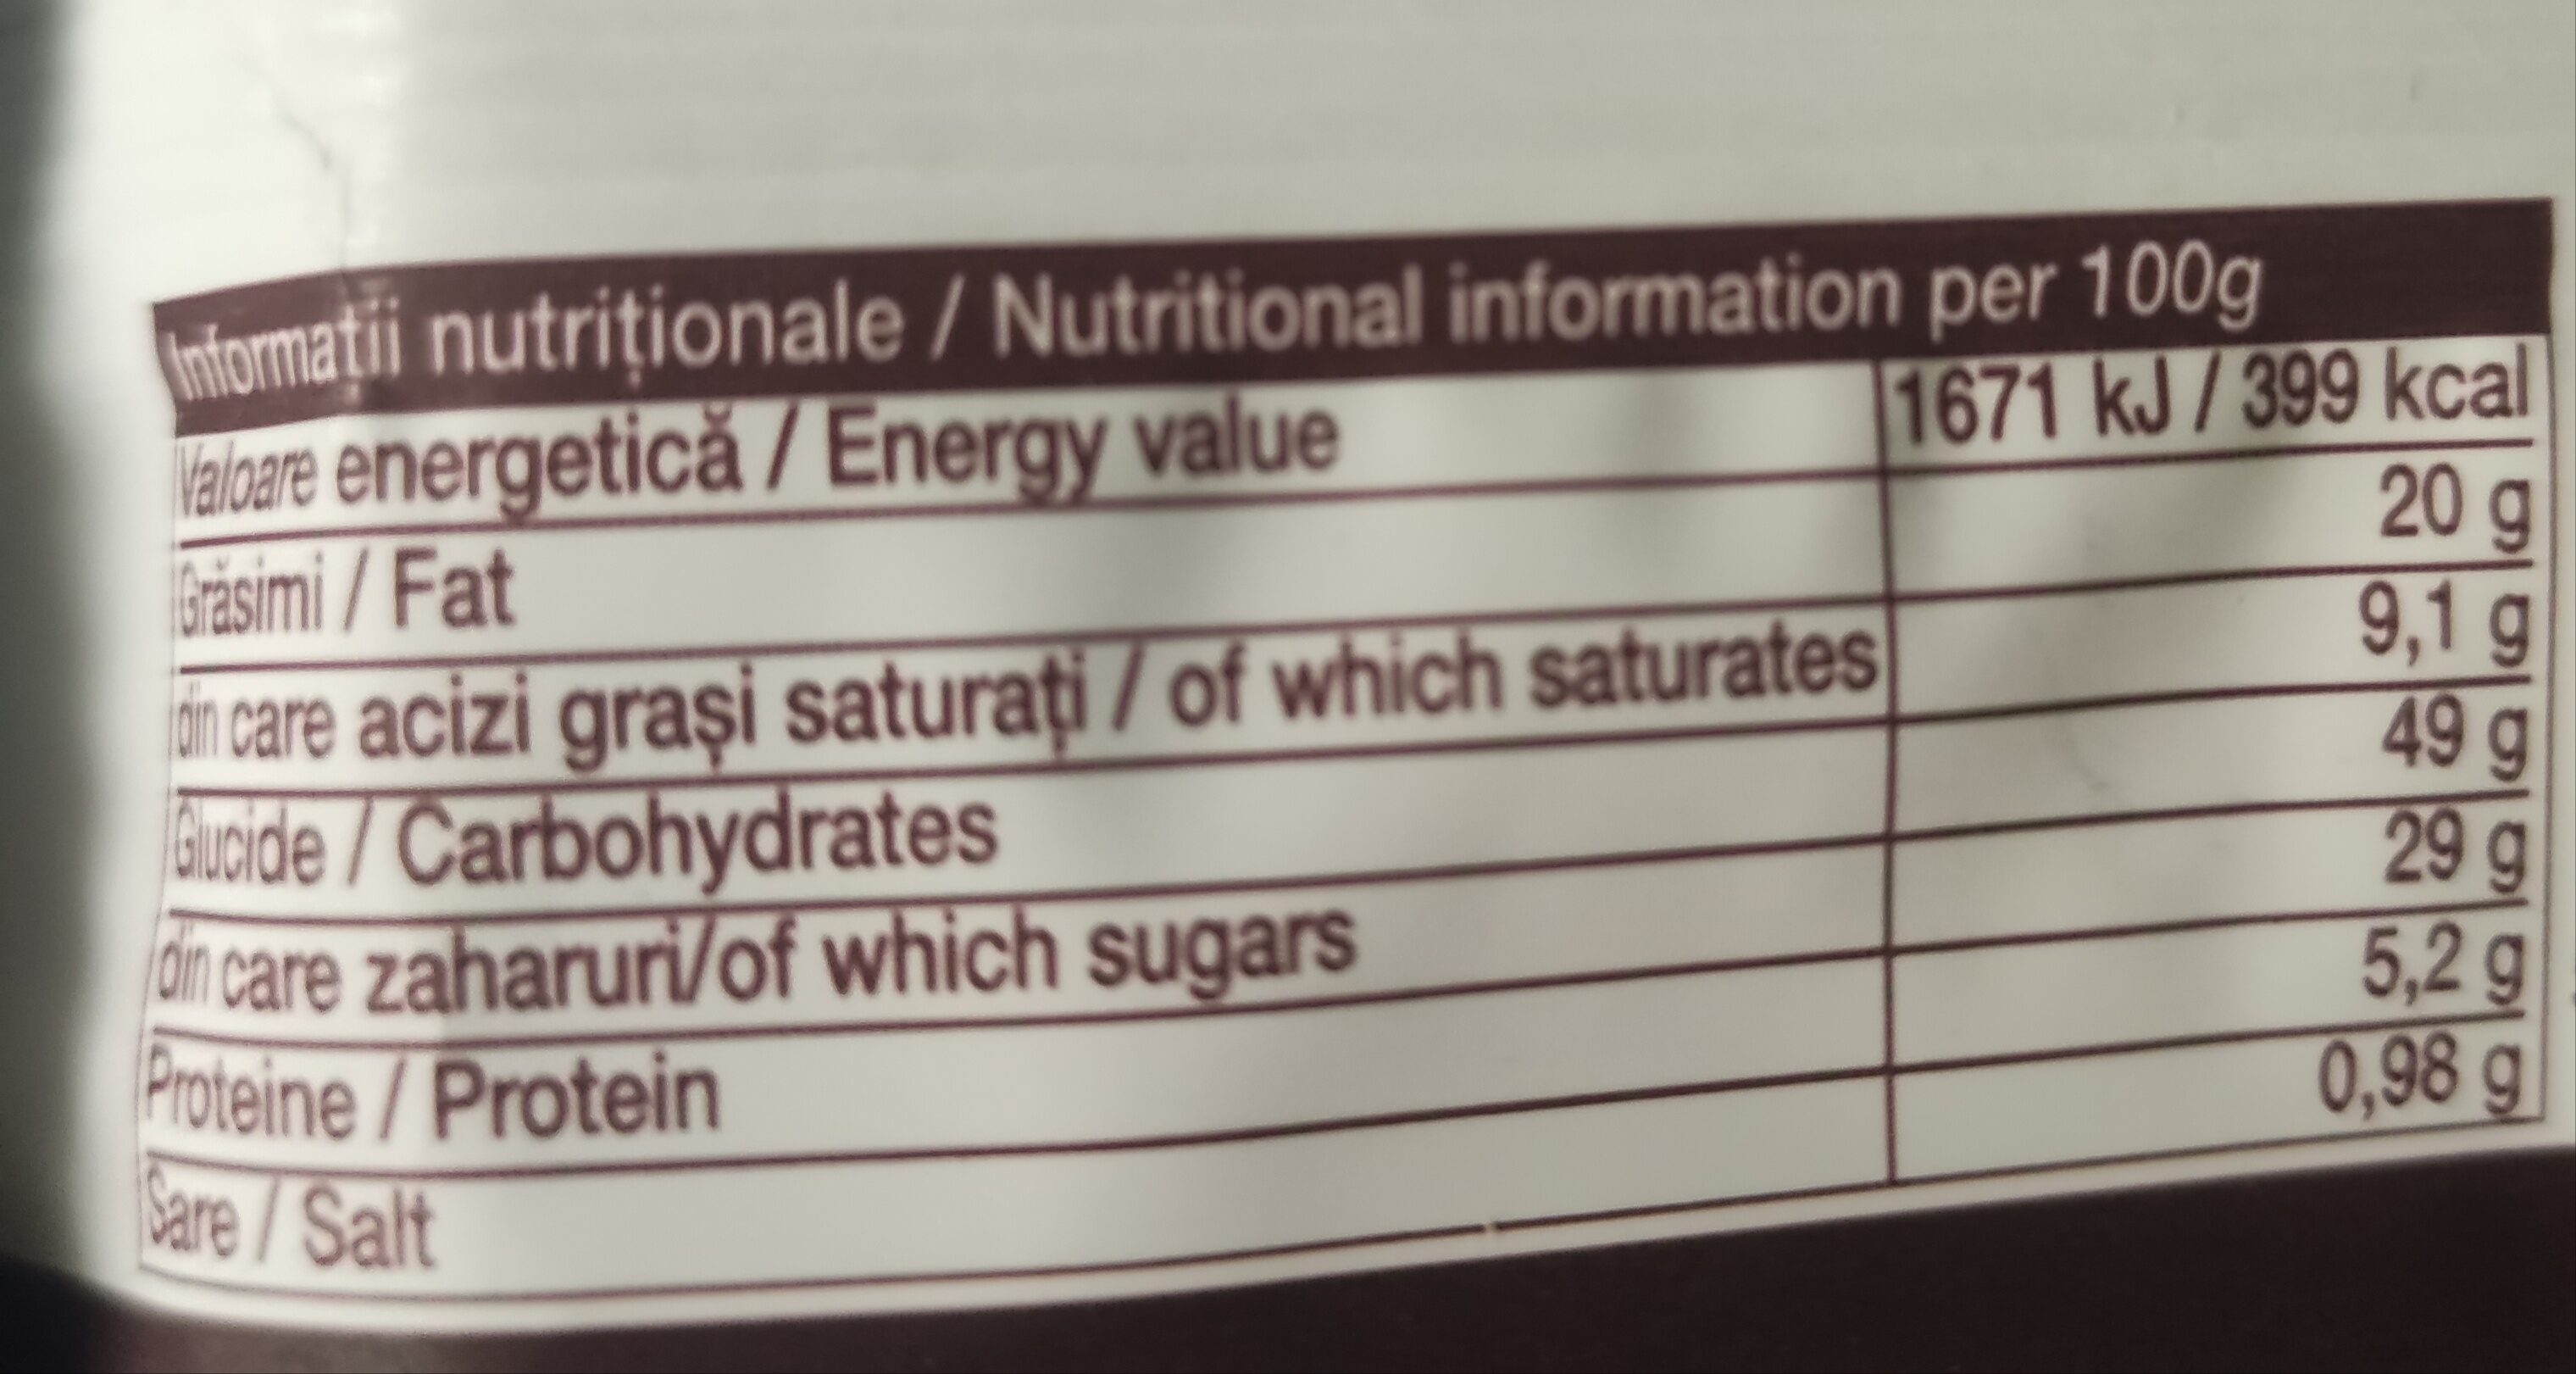 Informații nutriționale / Nutritional information per 100g
Valoare energetică / Energy value 1671 kJ / 399 kcal
Grăsimi / Fat 20 g
din care acizi grași saturați / of which saturates 9,1 g
Glucide / Carbohydrates 49 g
din care zaharuri/of which sugars 29 g
Proteine / Protein 5,2 g
Sare / Salt 0,98 g